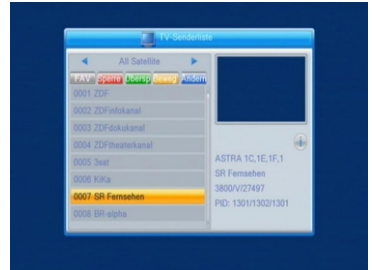 TV-Senderliste
All Satellite
FAV Sperre Übersp Beweg Ändern
0001 ZDF
0002 ZDFinfokanal
0003 ZDFdokukanal
0004 ZDFtheaterkanal
0005 3sat
0006 KiKa
0007 SR Fernsehen
0008 BR-alpha
ASTRA 1C,1E,1F,1
SR Fernsehen
3800/V/27497
PID: 1301/1302/1301